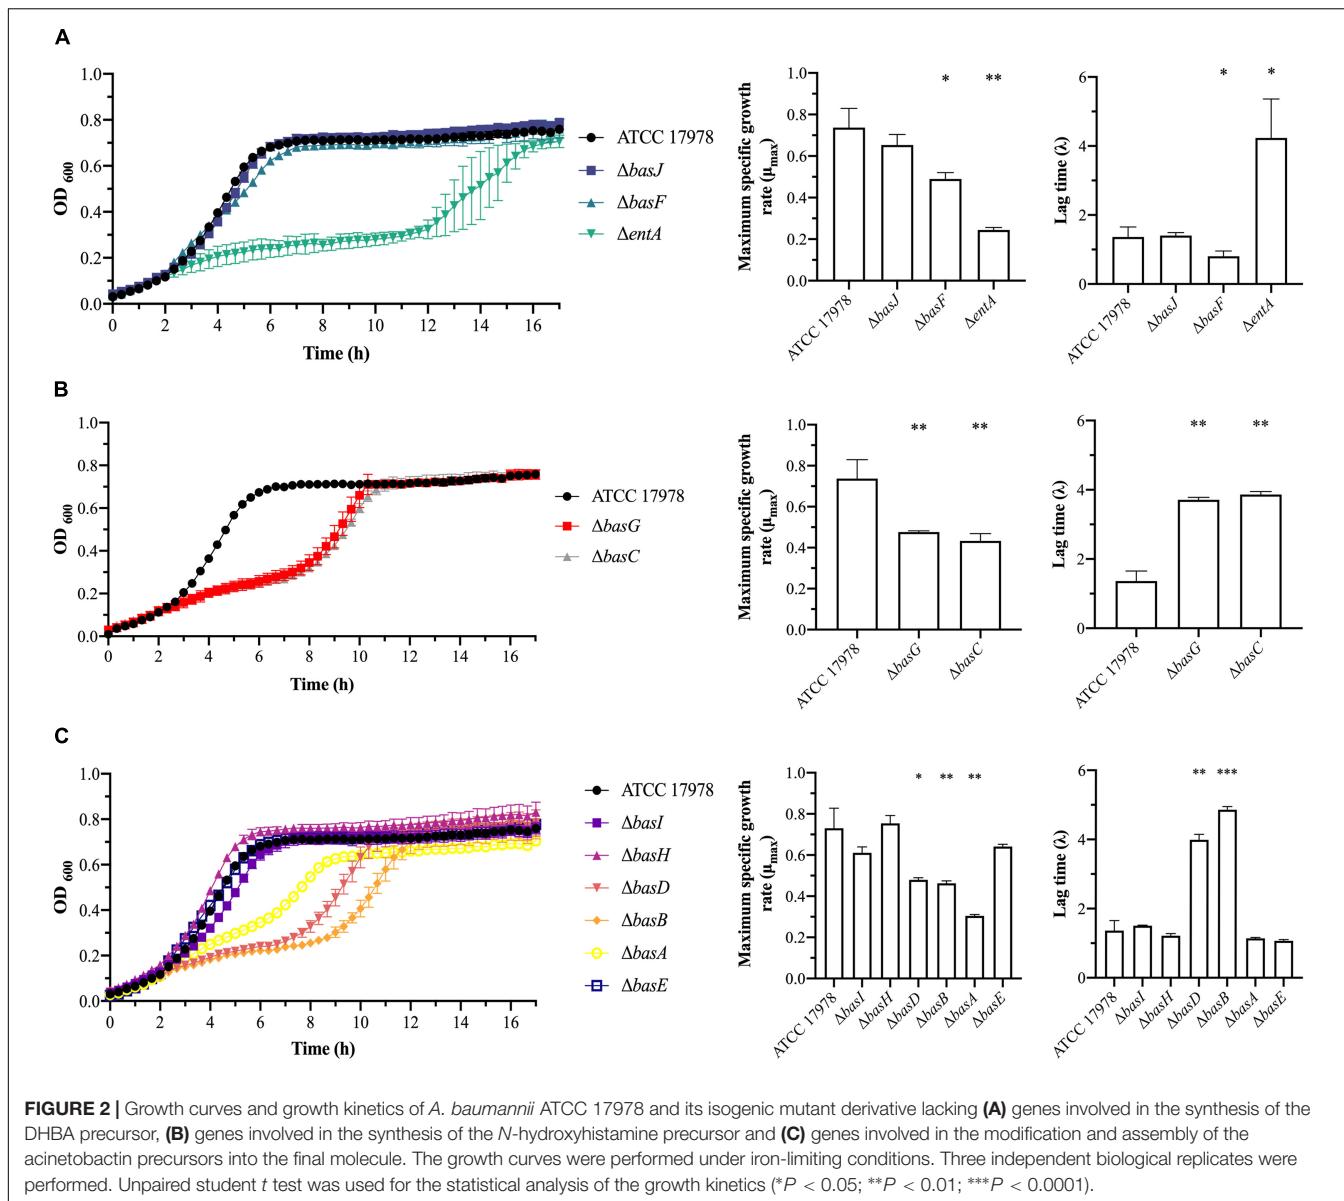 A
OD 600
1.0
0.8
0.6
0.4
0.2
0.0
0 2 4 6 8 10 12 14 16
Time (h)
ATCC 17978
ΔbasJ
ΔbasF
ΔentA
Maximum specific growth
rate (μmax)
1.0
0.8
0.6
0.4
0.2
0.0
* **
ATCC 17978 ΔbasJ ΔbasF ΔentA
Lag time (λ)
6
4
2
0
* *
ATCC 17978 ΔbasJ ΔbasF ΔentA
B
OD 600
1.0
0.8
0.6
0.4
0.2
0.0
0 2 4 6 8 10 12 14 16
Time (h)
ATCC 17978
ΔbasG
ΔbasC
Maximum specific growth
rate (μmax)
1.0
0.8
0.6
0.4
0.2
0.0
** **
ATCC 17978 ΔbasG ΔbasC
Lag time (λ)
6
4
2
0
** **
ATCC 17978 ΔbasG ΔbasC
C
OD 600
1.0
0.8
0.6
0.4
0.2
0.0
0 2 4 6 8 10 12 14 16
Time (h)
ATCC 17978
ΔbasI
ΔbasH
ΔbasD
ΔbasB
ΔbasA
ΔbasE
Maximum specific growth
rate (μmax)
1.0
0.8
0.6
0.4
0.2
0.0
* ** **
ATCC 17978 ΔbasI ΔbasH ΔbasD ΔbasB ΔbasA ΔbasE
Lag time (λ)
6
4
2
0
** ***
ATCC 17978 ΔbasI ΔbasH ΔbasD ΔbasB ΔbasA ΔbasE
FIGURE 2 | Growth curves and growth kinetics of A. baumannii ATCC 17978 and its isogenic mutant derivative lacking (A) genes involved in the synthesis of the
DHBA precursor, (B) genes involved in the synthesis of the N-hydroxyhistamine precursor and (C) genes involved in the modification and assembly of the
acinetobactin precursors into the final molecule. The growth curves were performed under iron-limiting conditions. Three independent biological replicates were
performed. Unpaired student t test was used for the statistical analysis of the growth kinetics (*P < 0.05; **P < 0.01; ***P < 0.0001).